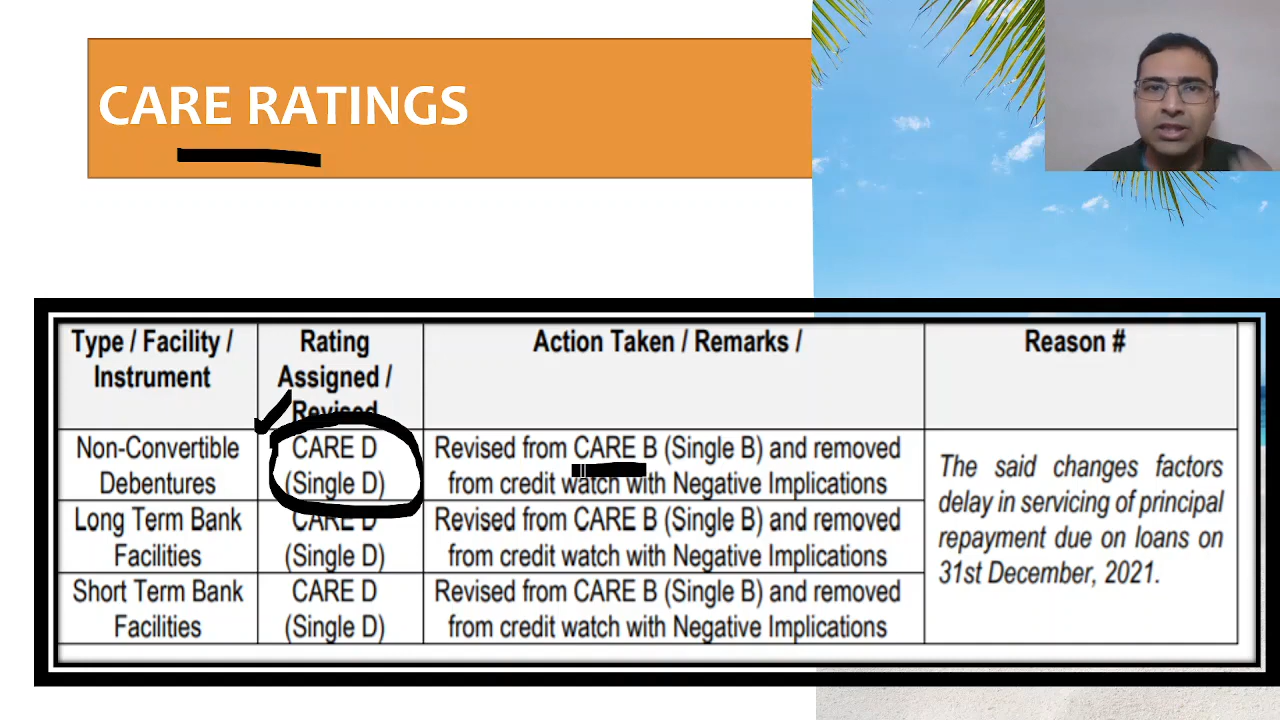 CARE RATINGS
Type / Facility /
Instrument
Rating
Assigned /
Revised
Action Taken / Remarks /
Reason #
Non-Convertible
Debentures
CARE D
(Single D)
Revised from CARE B (Single B) and removed
from credit watch with Negative Implications
The said changes factors
delay in servicing of principal
repayment due on loans on
31st December, 2021.
Long Term Bank
Facilities
CARE D
(Single D)
Revised from CARE B (Single B) and removed
from credit watch with Negative Implications
Short Term Bank
Facilities
CARE D
(Single D)
Revised from CARE B (Single B) and removed
from credit watch with Negative Implications